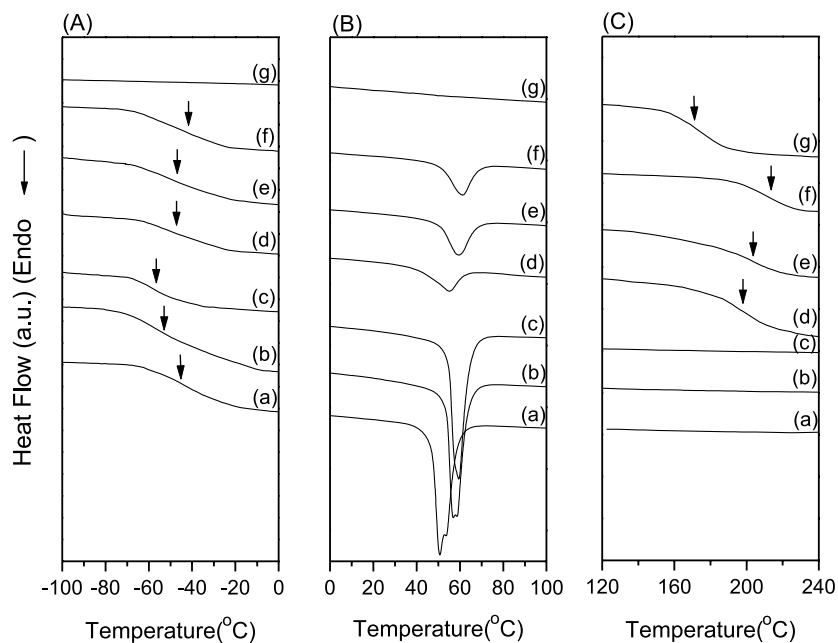 (A)
(B)
(C)
Heat Flow (a.u.) (Endo → )
(g)
(f)
(e)
(d)
(c)
(b)
(a)
(g)
(f)
(e)
(d)
(c)
(b)
(a)
(g)
(f)
(e)
(d)
(c)
(b)
(a)
-100 -80 -60 -40 -20 0
0 20 40 60 80 100
120 160 200 240
Temperature(°C)
Temperature(°C)
Temperature(°C)